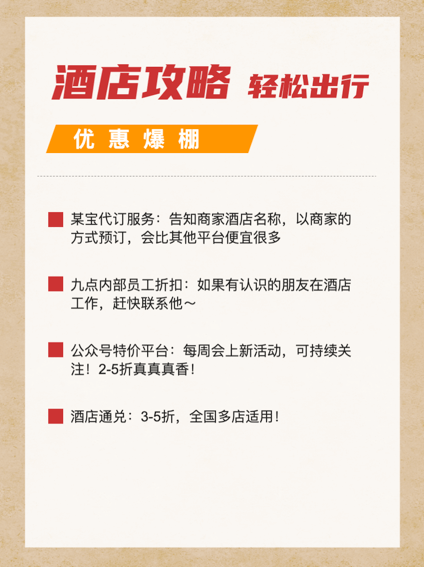 酒店攻略 轻松出行
优惠爆棚
某宝代订服务：告知商家酒店名称，以商家的
方式预订，会比其他平台便宜很多
九点内部员工折扣：如果有认识的朋友在酒店
工作，赶快联系他～
公众号特价平台：每周会上新活动，可持续关
注！2-5折真真真香！
酒店通兑：3-5折，全国多店适用！